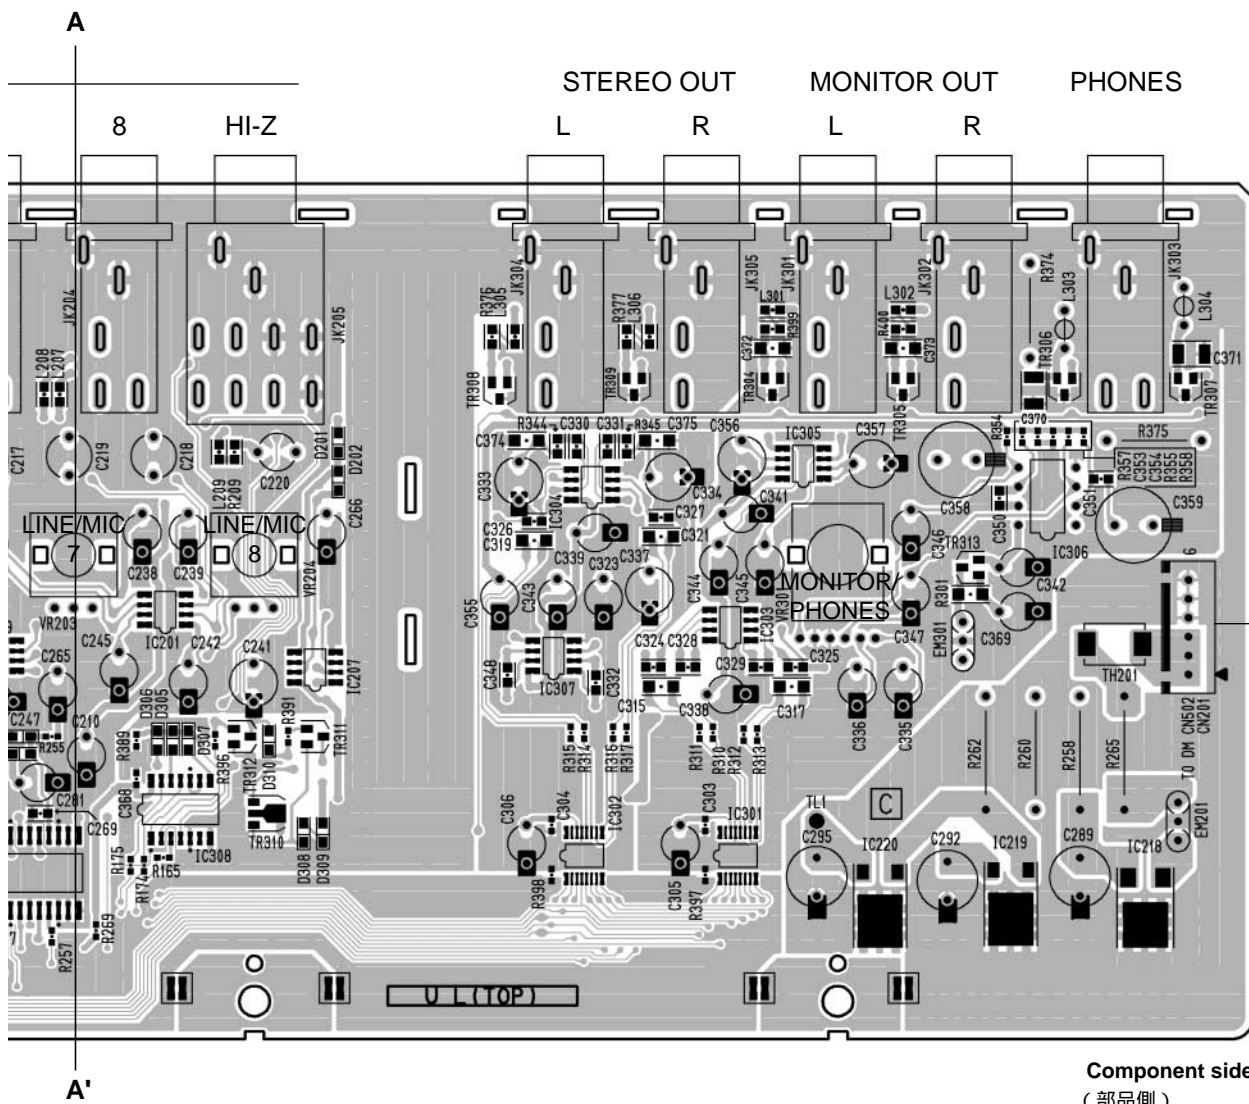 A
STEREO OUT MONITOR OUT PHONES
8 HI-Z L R L R
JK204
JK205
JK304
JK305
JK301
JK302
JK303
R374
L303
L304
R376
L305
R377
L306
L301
R399
C372
L302
R400
C373
TR306
C371
L208
L207
TR308
TR309
TR304
TR305
TR307
C370
C217
C219
C218
L209
R209
C220
D201
D202
C266
C374
R344
C330
C331
R345
C375
C356
IC305
C357
R354
R375
C333
IC304
C334
C341
C358
C350
C351
R357
C353
C354
R355
R358
C359
LINE/MIC
7
LINE/MIC
8
C326
C319
C339
C327
C321
C337
C323
C346
TR313
IC306
C342
6
C238
C239
VR204
C355
C343
C344
C345
VR301
MONITOR/
PHONES
R301
VR203
IC201
C245
C242
C241
IC207
IC303
C347
EM301
C369
C265
C324
C328
C329
C325
C348
IC307
C332
TH201
C247
C210
D306
D305
D307
R391
C315
C338
C317
C336
C335
TO DM CN502
CN201
R255
R389
R396
TR312
D310
TR311
R315
R314
R316
R317
R311
R310
R312
R313
R262
R260
R258
R265
C281
C368
C269
TR310
C306
C304
IC302
C303
IC301
TL1
C
EM201
C295
IC220
C292
IC219
C289
IC218
R175
R174
R165
IC308
D308
D309
R398
C305
R397
R257
R269
U L(TOP)
A'
Component side
（部品側）